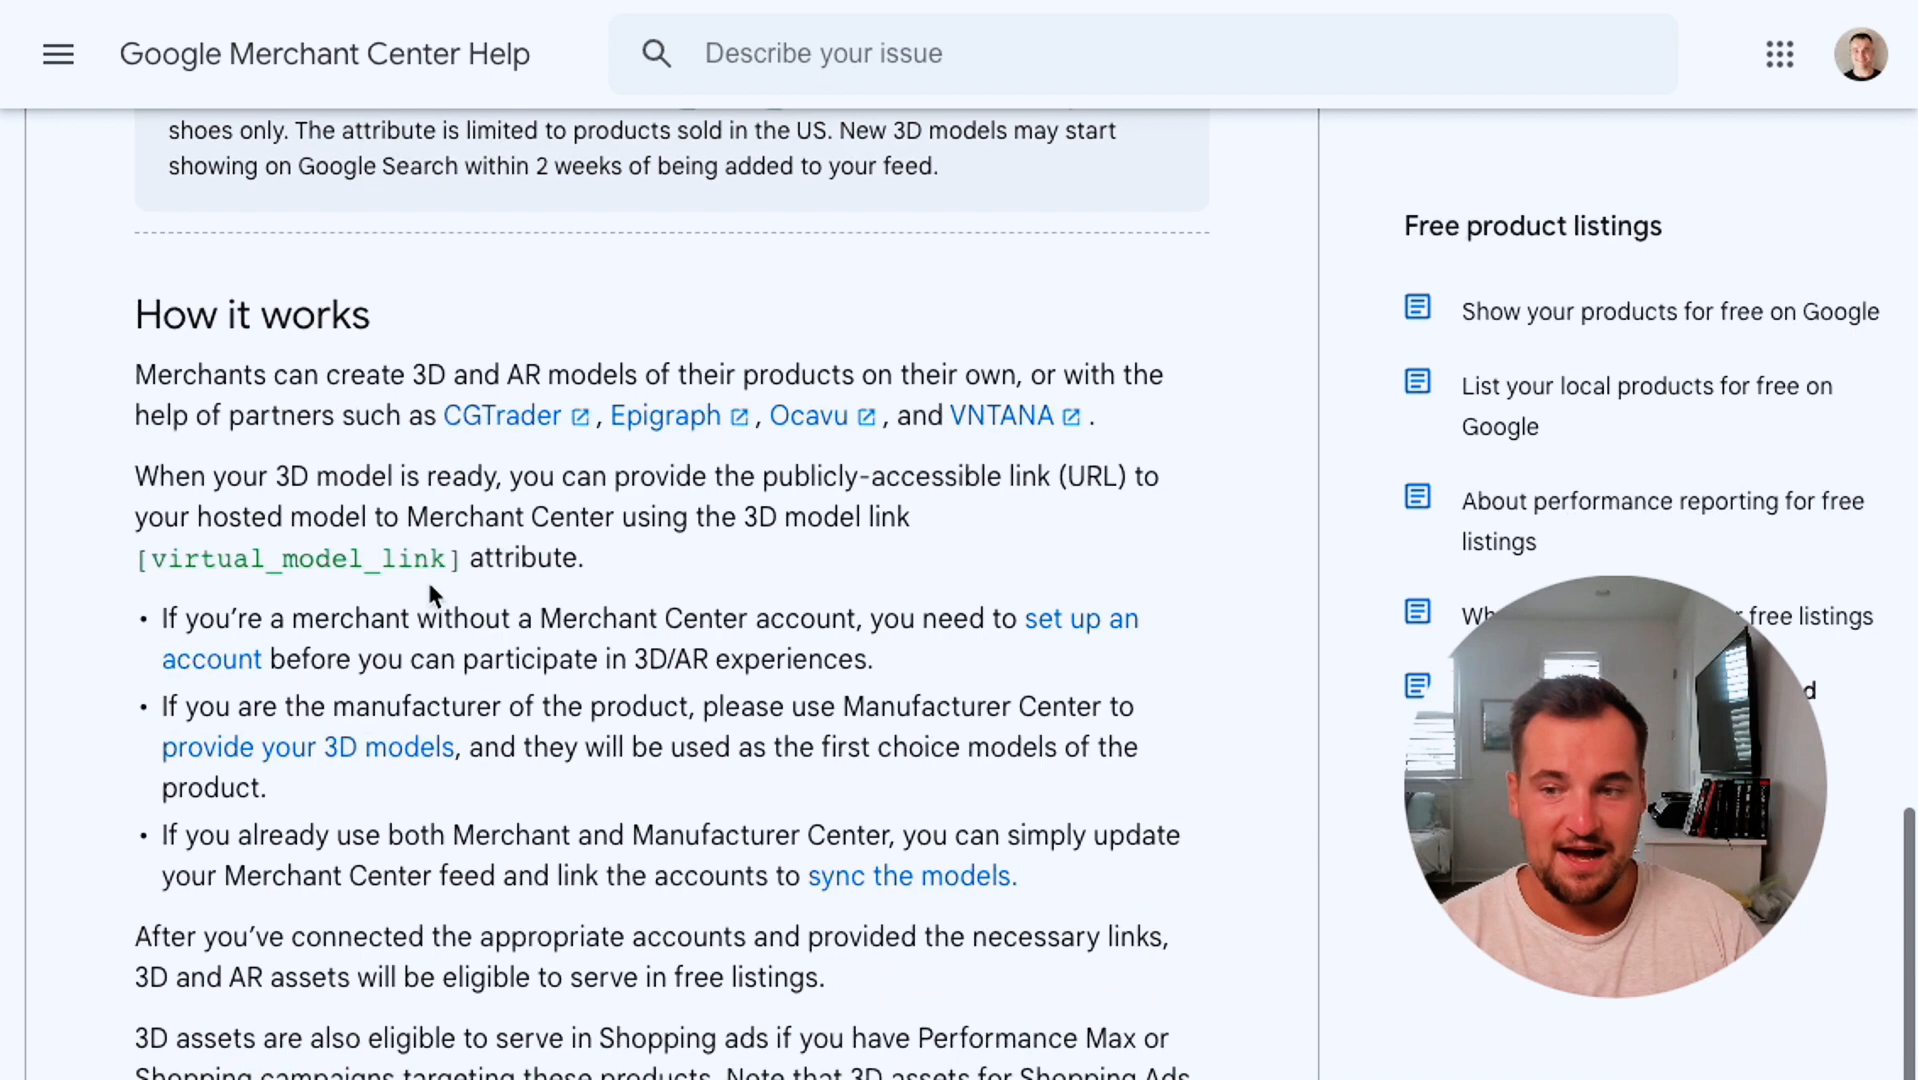 Google Merchant Center Help
Describe your issue
shoes only. The attribute is limited to products sold in the US. New 3D models may start
showing on Google Search within 2 weeks of being added to your feed.
How it works
Merchants can create 3D and AR models of their products on their own, or with the
help of partners such as CGTrader, Epigraph, Ocavu, and VNTANA.
When your 3D model is ready, you can provide the publicly-accessible link (URL) to
your hosted model to Merchant Center using the 3D model link
[virtual_model_link] attribute.
• If you’re a merchant without a Merchant Center account, you need to set up an
account before you can participate in 3D/AR experiences.
• If you are the manufacturer of the product, please use Manufacturer Center to
provide your 3D models, and they will be used as the first choice models of the
product.
• If you already use both Merchant and Manufacturer Center, you can simply update
your Merchant Center feed and link the accounts to sync the models.
After you’ve connected the appropriate accounts and provided the necessary links,
3D and AR assets will be eligible to serve in free listings.
3D assets are also eligible to serve in Shopping ads if you have Performance Max or
Shopping campaigns targeting these products. Note that 3D assets for Shopping Ads
Free product listings
Show your products for free on Google
List your local products for free on
Google
About performance reporting for free
listings
free listings